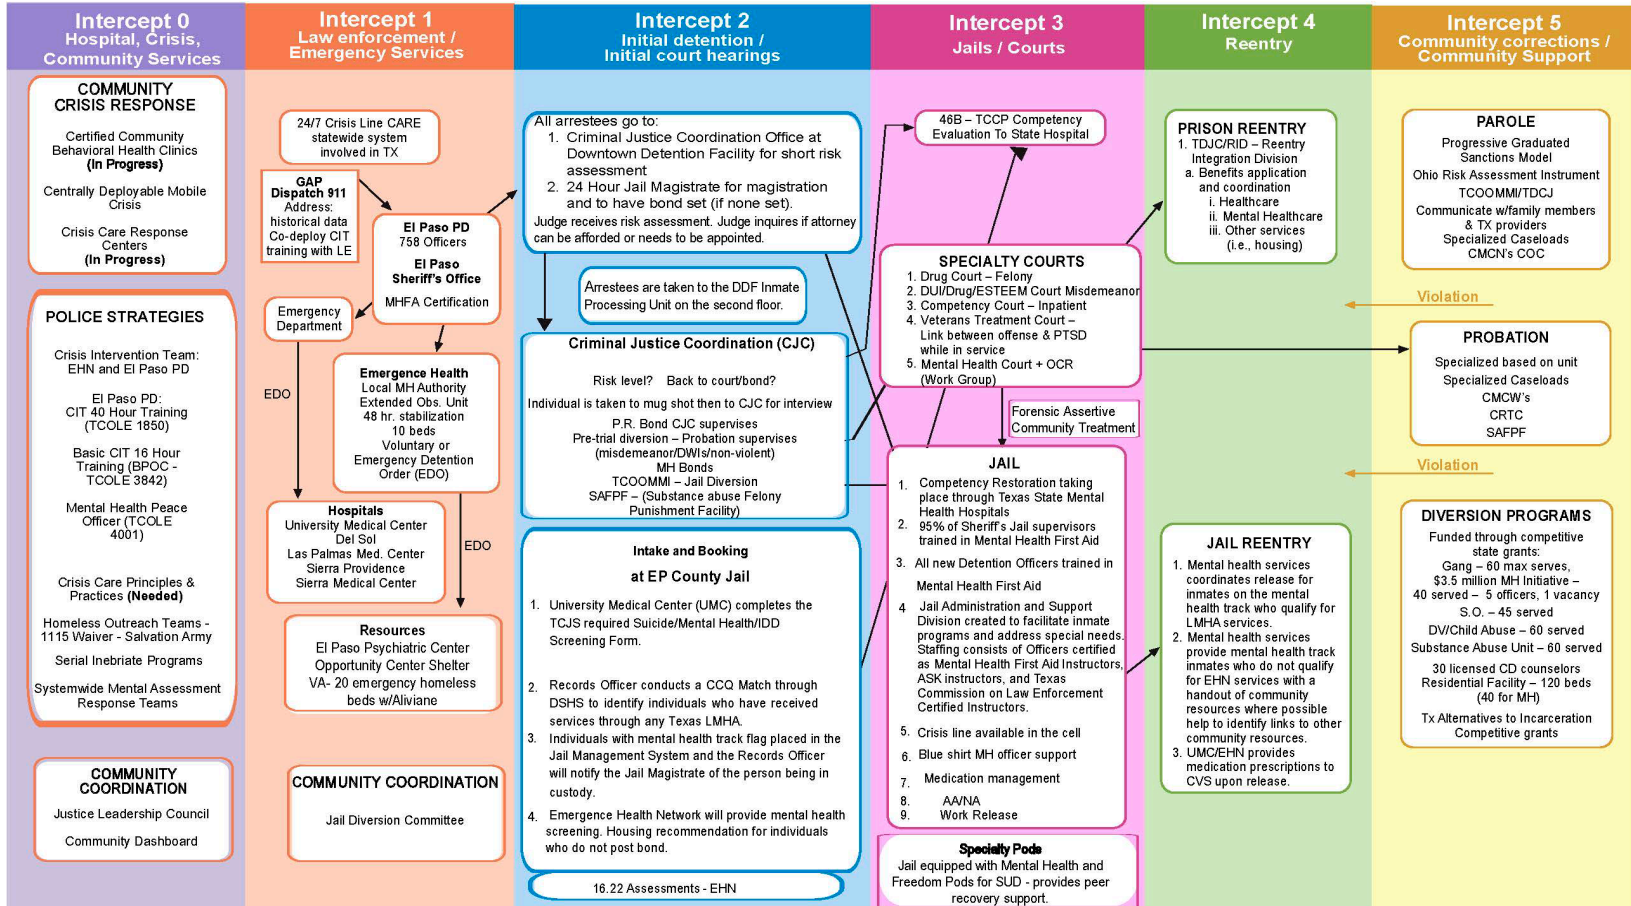 Intercept 0
Hospital, Crisis,
Community Services
COMMUNITY
CRISIS RESPONSE
Certified Community
Behavioral Health Clinics
(In Progress)
Centrally Deployable Mobile
Crisis
Crisis Care Response
Centers
(In Progress)
POLICE STRATEGIES
Crisis Intervention Team:
EHN and El Paso PD
El Paso PD:
CIT 40 Hour Training
(TCOLE 1850)
Basic CIT 16 Hour
Training (BPOC -
TCOLE 3842)
Mental Health Peace
Officer (TCOLE
4001)
Crisis Care Principles &
Practices (Needed)
Homeless Outreach Teams -
1115 Waiver - Salvation Army
Serial Inebriate Programs
Systemwide Mental Assessment
Response Teams
COMMUNITY
COORDINATION
Justice Leadership Council
Community Dashboard
Intercept 1
Law enforcement /
Emergency Services
24/7 Crisis Line CARE
statewide system
involved in TX
GAP
Dispatch 911
Address:
historical data
Co-deploy CIT
training with LE
El Paso PD
758 Officers
El Paso
Sheriff's Office
MHFA Certification
Emergency
Department
EDO
Emergence Health
Local MH Authority
Extended Obs. Unit
48 hr. stabilization
10 beds
Voluntary or
Emergency Detention
Order (EDO)
Hospitals
University Medical Center
Del Sol
Las Palmas Med. Center
Sierra Providence
Sierra Medical Center
EDO
Resources
El Paso Psychiatric Center
Opportunity Center Shelter
VA- 20 emergency homeless
beds w/Aliviane
COMMUNITY COORDINATION
Jail Diversion Committee
Intercept 2
Initial detention /
Initial court hearings
All arrestees go to:
1. Criminal Justice Coordination Office at
Downtown Detention Facility for short risk
assessment
2. 24 Hour Jail Magistrate for magistration
and to have bond set (if none set).
Judge receives risk assessment. Judge inquires if attorney
can be afforded or needs to be appointed.
Arrestees are taken to the DDF Inmate
Processing Unit on the second floor.
Criminal Justice Coordination (CJC)
Risk level? Back to court/bond?
Individual is taken to mug shot then to CJC for interview
P.R. Bond CJC supervises
Pre-trial diversion – Probation supervises
(misdemeanor/DWIs/non-violent)
MH Bonds
TCOOMMI – Jail Diversion
SAFPF – (Substance abuse Felony
Punishment Facility)
Intake and Booking
at EP County Jail
1. University Medical Center (UMC) completes the
TCJS required Suicide/Mental Health/IDD
Screening Form.
2. Records Officer conducts a CCQ Match through
DSHS to identify individuals who have received
services through any Texas LMHA.
3. Individuals with mental health track flag placed in the
Jail Management System and the Records Officer
will notify the Jail Magistrate of the person being in
custody.
4. Emergence Health Network will provide mental health
screening. Housing recommendation for individuals
who do not post bond.
16.22 Assessments - EHN
Intercept 3
Jails / Courts
46B – TCCP Competency
Evaluation To State Hospital
SPECIALTY COURTS
1. Drug Court – Felony
2. DUI/Drug/ESTEEM Court Misdemeanor
3. Competency Court – Inpatient
4. Veterans Treatment Court –
Link between offense & PTSD
while in service
5. Mental Health Court + OCR
(Work Group)
Forensic Assertive
Community Treatment
JAIL
1. Competency Restoration taking
place through Texas State Mental
Health Hospitals
2. 95% of Sheriff's Jail supervisors
trained in Mental Health First Aid
3. All new Detention Officers trained in
Mental Health First Aid
4 Jail Administration and Support
Division created to facilitate inmate
programs and address special needs.
Staffing consists of Officers certified
as Mental Health First Aid Instructors,
ASK instructors, and Texas
Commission on Law Enforcement
Certified Instructors.
5. Crisis line available in the cell
6. Blue shirt MH officer support
7. Medication management
8. AA/NA
9. Work Release
Specialty Pods
Jail equipped with Mental Health and
Freedom Pods for SUD - provides peer
recovery support.
Intercept 4
Reentry
PRISON REENTRY
1. TDJC/RID – Reentry
Integration Division
a. Benefits application
and coordination
i. Healthcare
ii. Mental Healthcare
iii. Other services
(i.e., housing)
JAIL REENTRY
1. Mental health services
coordinates release for
inmates on the mental
health track who qualify for
LMHA services.
2. Mental health services
provide mental health track
inmates who do not qualify
for EHN services with a
handout of community
resources where possible
help to identify links to other
community resources.
3. UMC/EHN provides
medication prescriptions to
CVS upon release.
Intercept 5
Community corrections /
Community Support
PAROLE
Progressive Graduated
Sanctions Model
Ohio Risk Assessment Instrument
TCOOMMI/TDCJ
Communicate w/family members
& TX providers
Specialized Caseloads
CMCN's COC
Violation
PROBATION
Specialized based on unit
Specialized Caseloads
CMCW's
CRTC
SAFPF
Violation
DIVERSION PROGRAMS
Funded through competitive
state grants:
Gang – 60 max serves,
$3.5 million MH Initiative –
40 served – 5 officers, 1 vacancy
S.O. – 45 served
DV/Child Abuse – 60 served
Substance Abuse Unit – 60 served
30 licensed CD counselors
Residential Facility – 120 beds
(40 for MH)
Tx Alternatives to Incarceration
Competitive grants